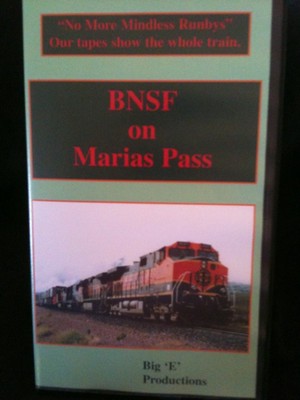 "No More Mindless Runbys"
Our tapes show the whole train,
BNSF
on
Marias Pass
Big 'E'
Productions